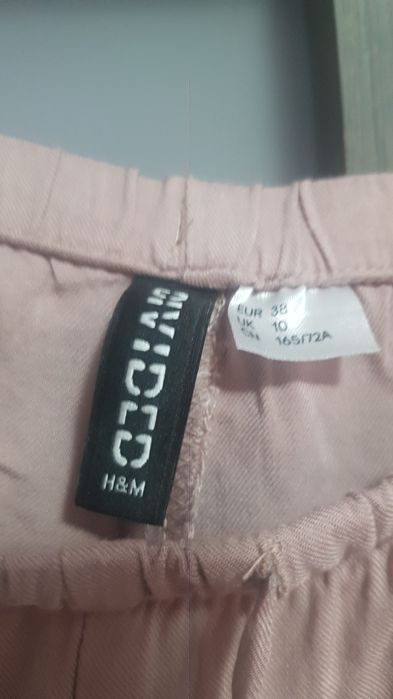 DIVIDED
H&M
EUR 38
UK 10
CN 165/72A